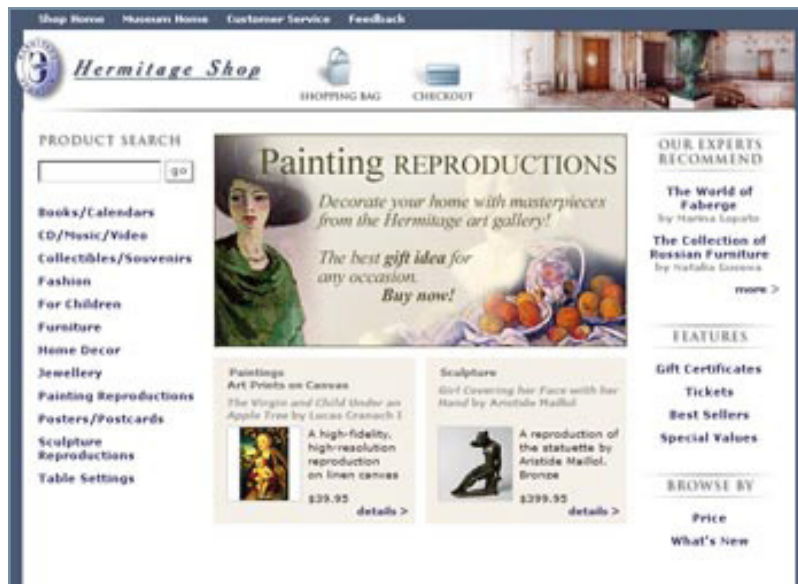 Shop Home Museum Home Customer Service Feedback
Hermitage Shop
SHOPPING BAG CHECKOUT
PRODUCT SEARCH
go
Books/Calendars
CD/Music/Video
Collectibles/Souvenirs
Fashion
For Children
Furniture
Home Decor
Jewellery
Painting Reproductions
Posters/Postcards
Sculpture
Reproductions
Table Settings
Painting REPRODUCTIONS
Decorate your home with masterpieces
from the Hermitage art gallery!
The best gift idea for
any occasion.
Buy now!
Paintings
Art Prints on Canvas
The Virgin and Child Under an
Apple Tree by Lucas Cranach I
A high-fidelity,
high-resolution
reproduction
on linen canvas
$39.95
details >
Sculpture
Girl Covering her Face with her
Hand by Aristide Maillol
A reproduction of
the statuette by
Aristide Maillol.
Bronze
$399.95
details >
OUR EXPERTS
RECOMMEND
The World of
Faberge
by Marina Lopato
The Collection of
Russian Furniture
by Natalia Guseva
more >
FEATURES
Gift Certificates
Tickets
Best Sellers
Special Values
BROWSE BY
Price
What's New